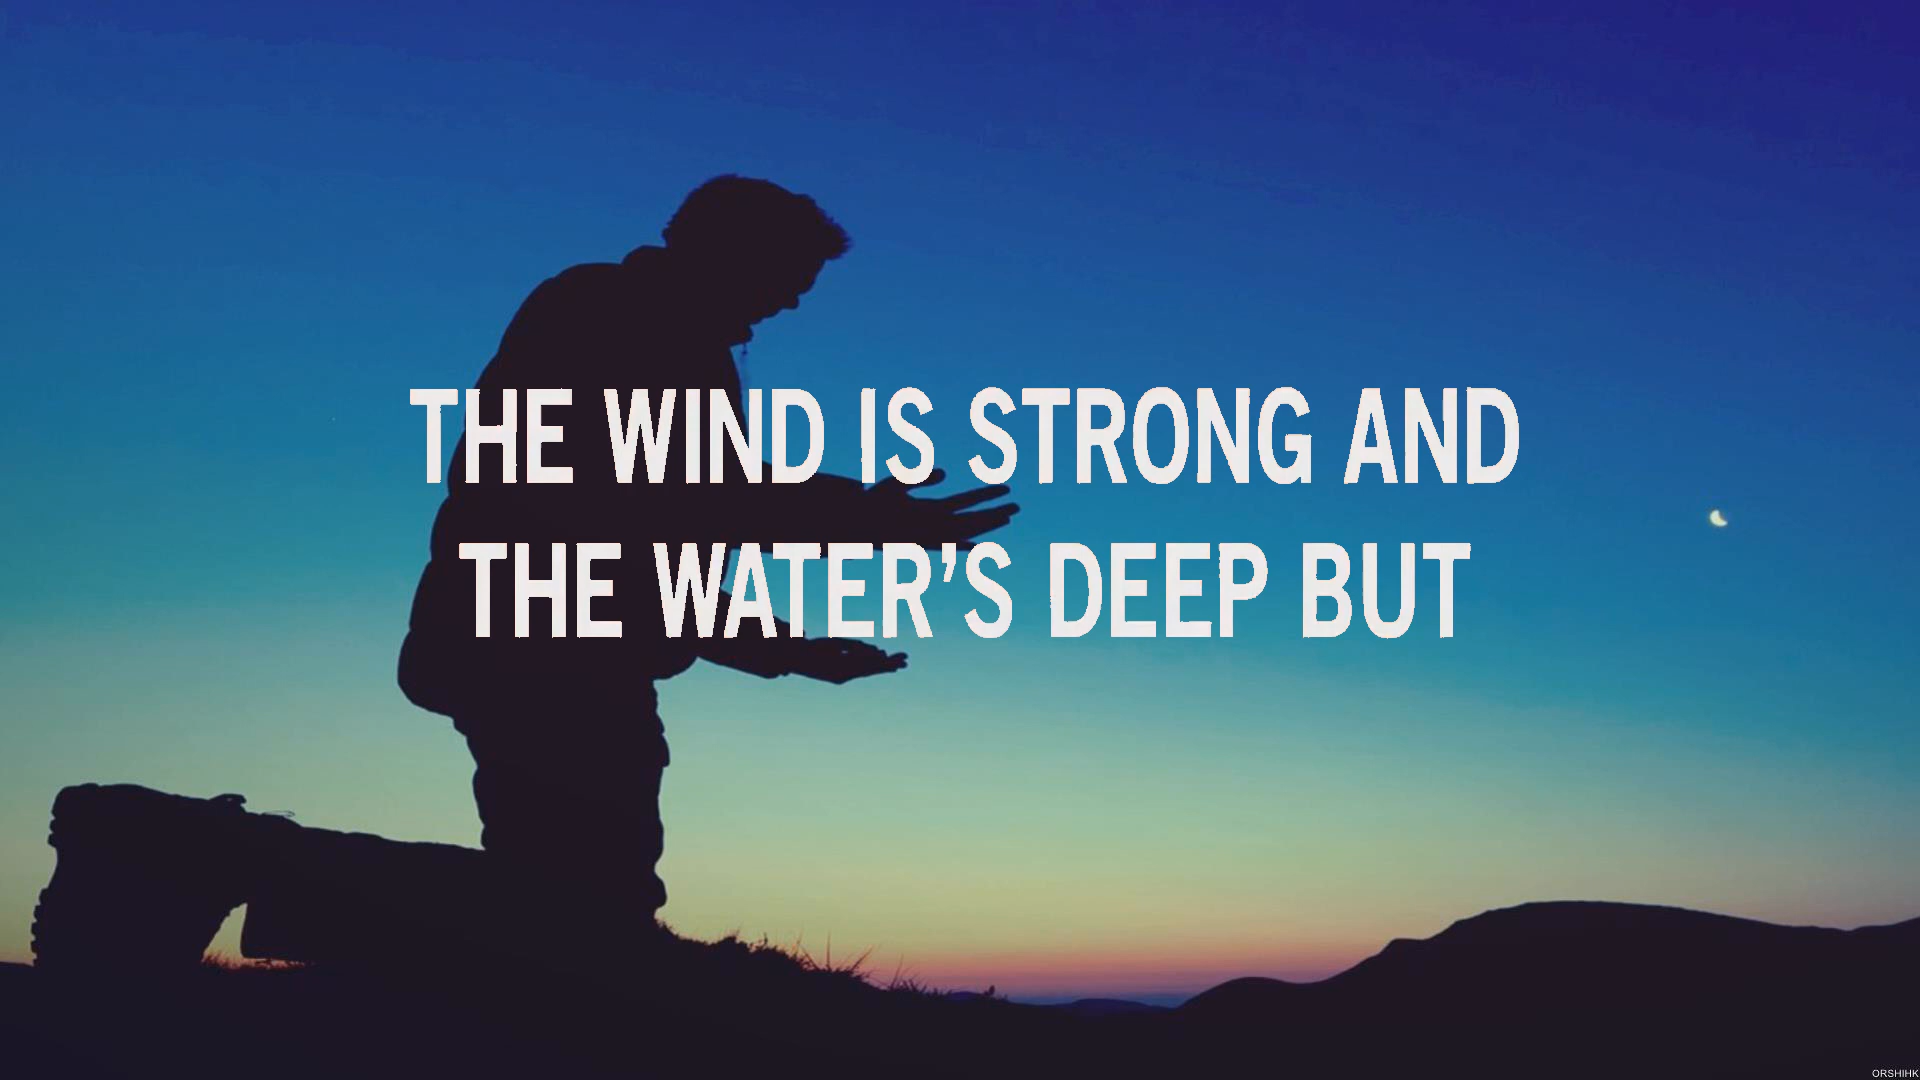 THE WIND IS STRONG AND
THE WATER'S DEEP BUT
ORSHIHK